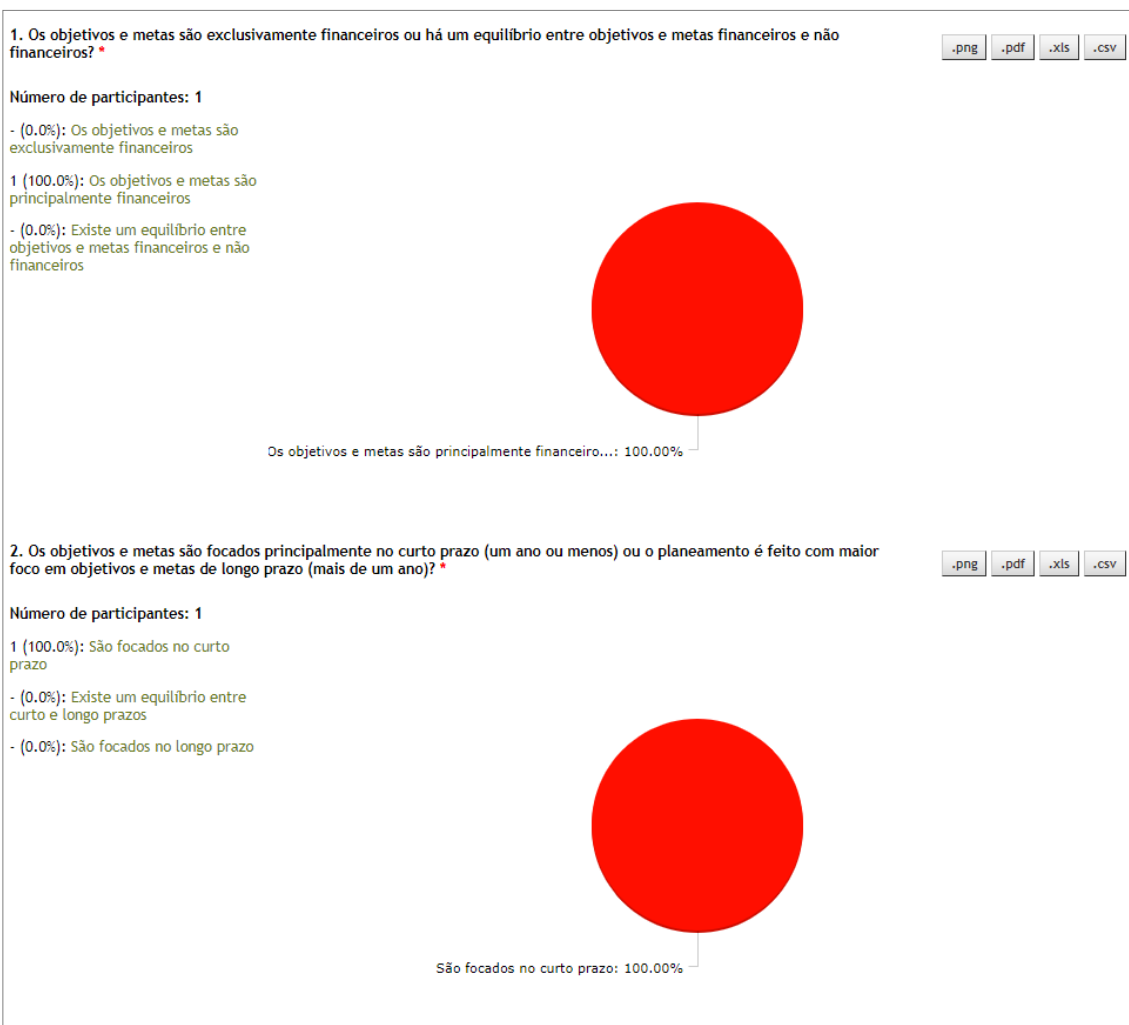 1. Os objetivos e metas são exclusivamente financeiros ou há um equilíbrio entre objetivos e metas financeiros e não
financeiros? *
.png .pdf .xls .csv
Número de participantes: 1
- (0.0%): Os objetivos e metas são
exclusivamente financeiros
1 (100.0%): Os objetivos e metas são
principalmente financeiros
- (0.0%): Existe um equilíbrio entre
objetivos e metas financeiros e não
financeiros
Os objetivos e metas são principalmente financeiro...: 100.00%
2. Os objetivos e metas são focados principalmente no curto prazo (um ano ou menos) ou o planeamento é feito com maior
foco em objetivos e metas de longo prazo (mais de um ano)? *
.png .pdf .xls .csv
Número de participantes: 1
1 (100.0%): São focados no curto
prazo
- (0.0%): Existe um equilíbrio entre
curto e longo prazos
- (0.0%): São focados no longo prazo
São focados no curto prazo: 100.00%